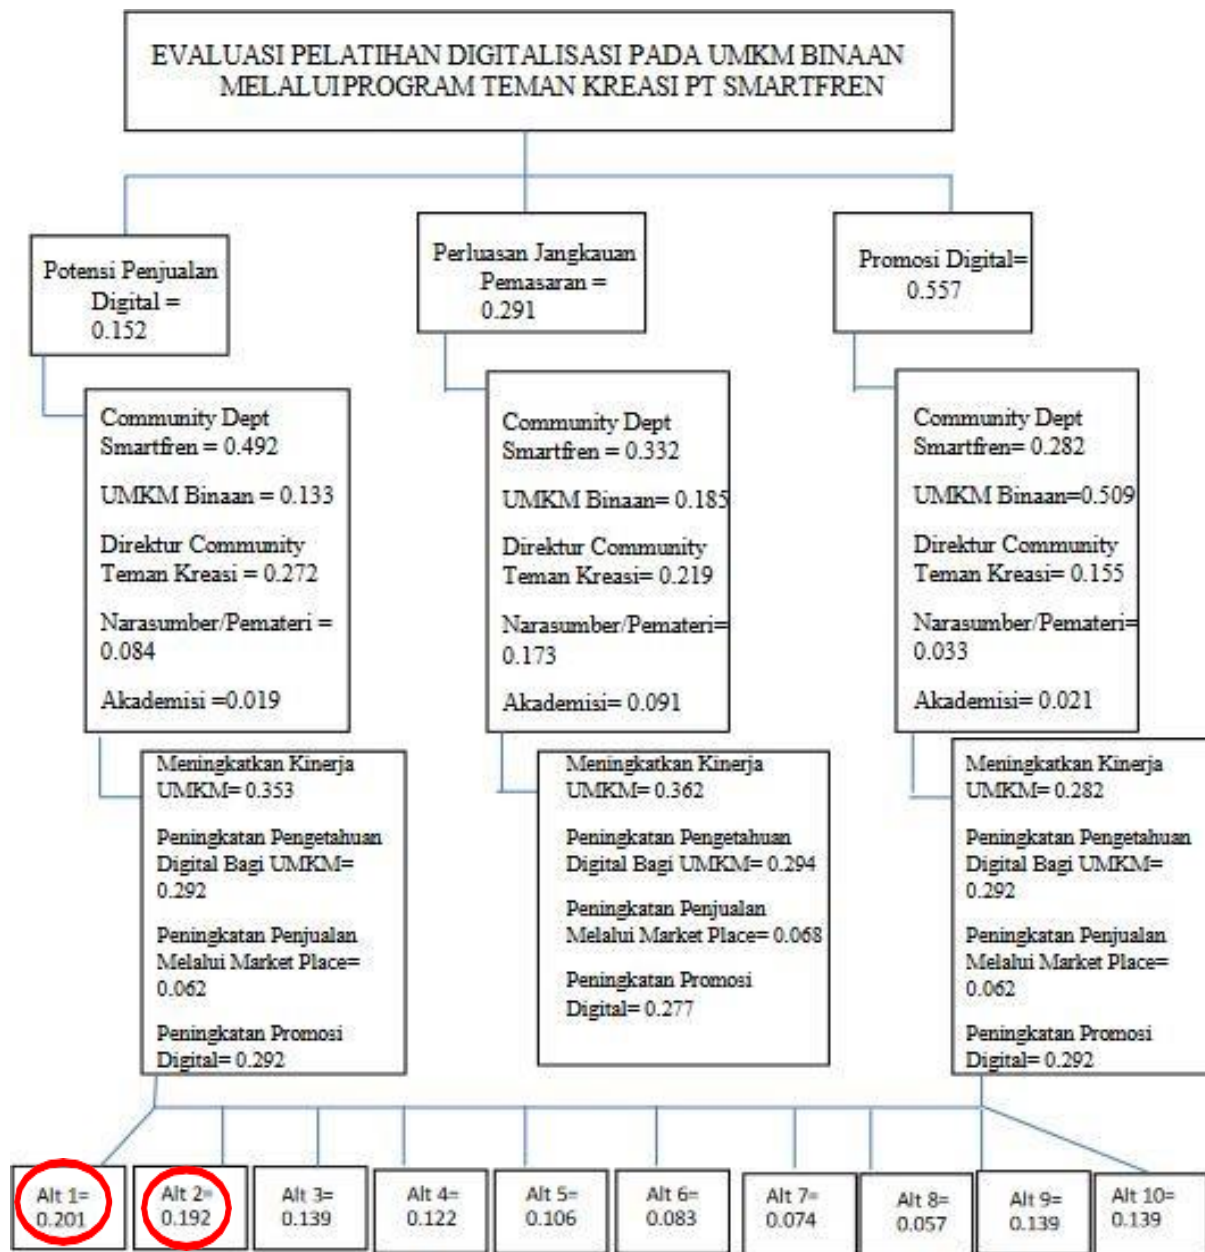 EVALUASI PELATIHAN DIGITALISASI PADA UMKM BINAAN
MELALUIPROGRAM TEMAN KREASI PT SMARTFREN
Potensi Penjualan
Digital =
0.152
Perluasan Jangkauan
Pemasaran =
0.291
Promosi Digital=
0.557
Community Dept
Smartfren = 0.492
UMKM Binaan = 0.133
Direktur Community
Teman Kreasi = 0.272
Narasumber/Pemateri =
0.084
Akademisi =0.019
Community Dept
Smartfren = 0.332
UMKM Binaan= 0.185
Direktur Community
Teman Kreasi= 0.219
Narasumber/Pemateri=
0.173
Akademisi= 0.091
Community Dept
Smartfren= 0.282
UMKM Binaan=0.509
Direktur Community
Teman Kreasi= 0.155
Narasumber/Pemateri=
0.033
Akademisi= 0.021
Meningkatkan Kinerja
UMKM= 0.353
Peningkatan Pengetahuan
Digital Bagi UMKM=
0.292
Peningkatan Penjualan
Melalui Market Place=
0.062
Peningkatan Promosi
Digital= 0.292
Meningkatkan Kinerja
UMKM= 0.362
Peningkatan Pengetahuan
Digital Bagi UMKM= 0.294
Peningkatan Penjualan
Melalui Market Place= 0.068
Peningkatan Promosi
Digital= 0.277
Meningkatkan Kinerja
UMKM= 0.282
Peningkatan Pengetahuan
Digital Bagi UMKM=
0.292
Peningkatan Penjualan
Melalui Market Place=
0.062
Peningkatan Promosi
Digital= 0.292
Alt 1=
0.201
Alt 2=
0.192
Alt 3=
0.139
Alt 4=
0.122
Alt 5=
0.106
Alt 6=
0.083
Alt 7=
0.074
Alt 8=
0.057
Alt 9=
0.139
Alt 10=
0.139